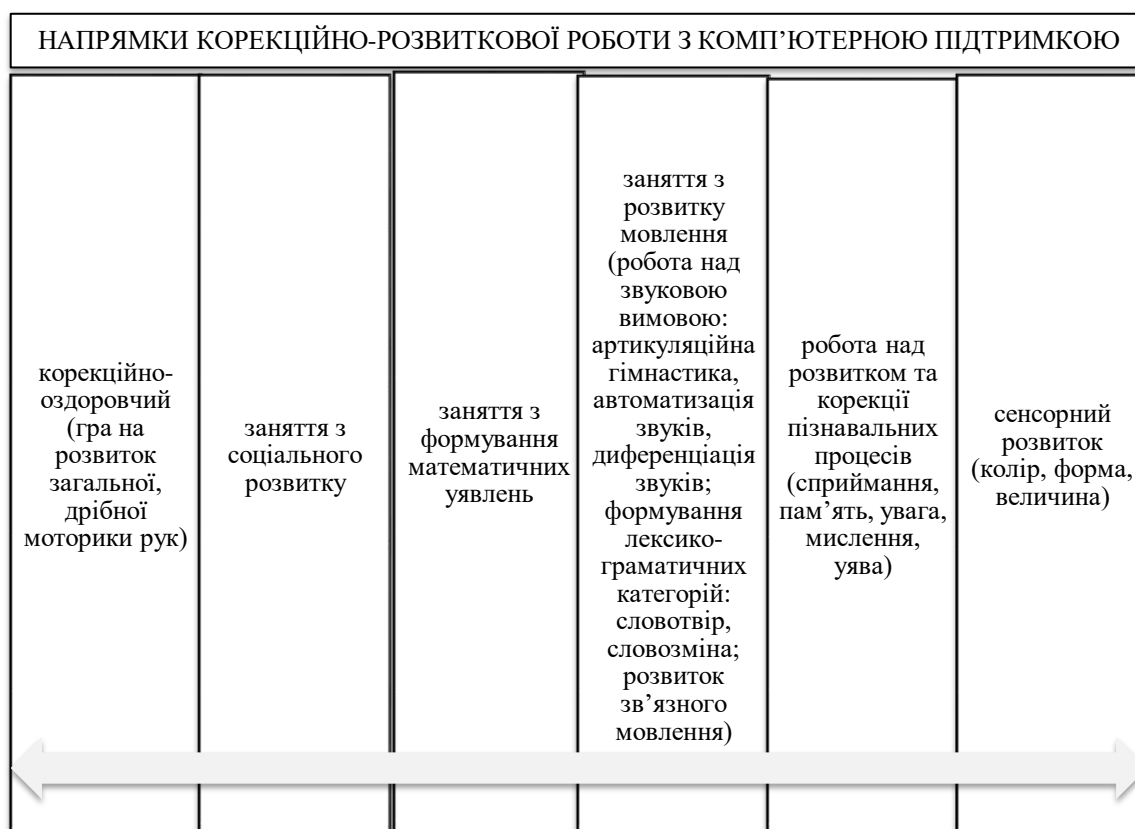 НАПРЯМКИ КОРЕКЦІЙНО-РОЗВИТКОВОЇ РОБОТИ З КОМП’ЮТЕРНОЮ ПІДТРИМКОЮ
корекційно-
оздоровчий
(гра на
розвиток
загальної,
дрібної
моторики рук)
заняття з
соціального
розвитку
заняття з
формування
математичних
уявлень
заняття з
розвитку
мовлення
(робота над
звуковою
вимовою:
артикуляційна
гімнастика,
автоматизація
звуків,
диференціація
звуків;
формування
лексико-
граматичних
категорій:
словотвір,
словозміна;
розвиток
зв’язного
мовлення)
робота над
розвитком та
корекції
пізнавальних
процесів
(сприймання,
пам’ять, увага,
мислення,
уява)
сенсорний
розвиток
(колір, форма,
величина)